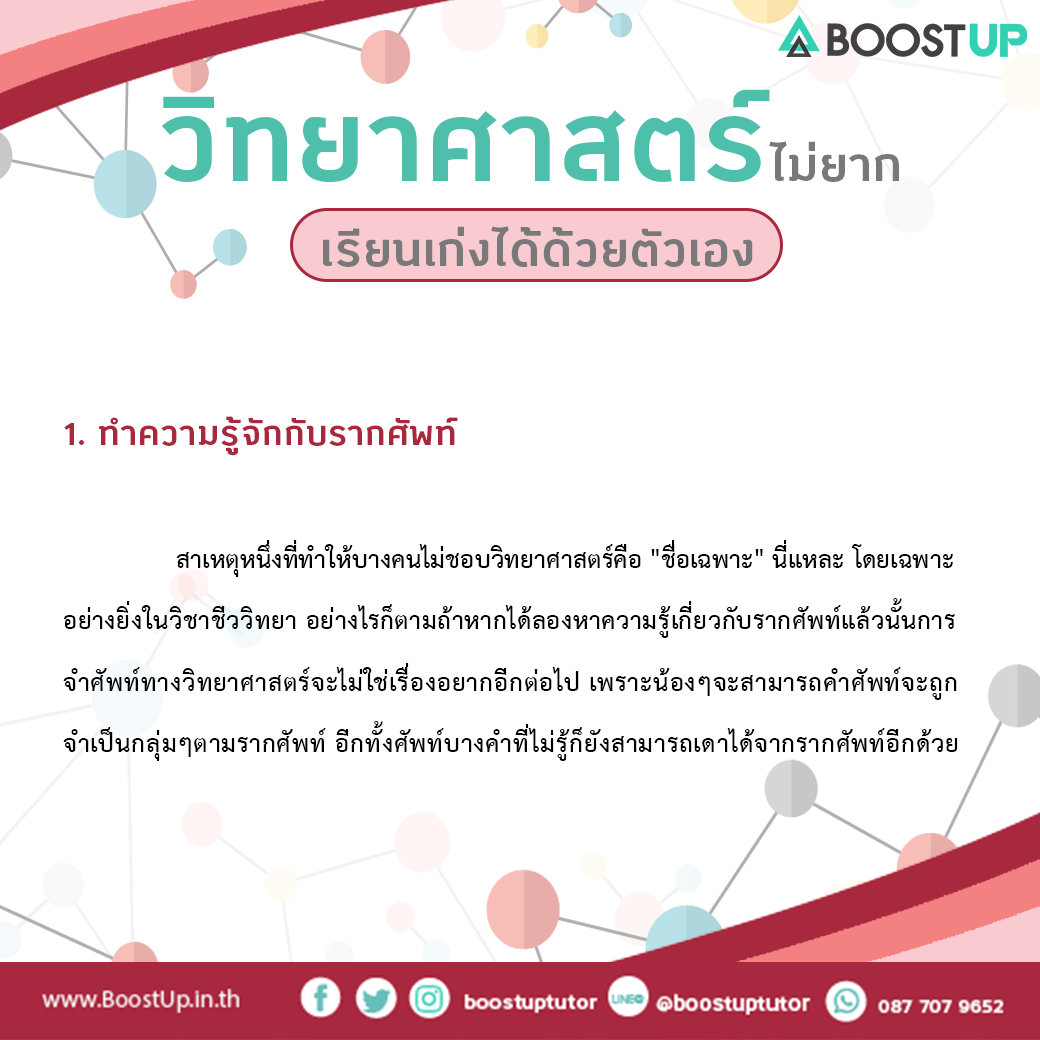 BOOSTUP
วิทยาศาสตร์ไม่ยาก
เรียนเก่งได้ด้วยตัวเอง
1. ทำความรู้จักกับรากศัพท์
สาเหตุหนึ่งที่ทำให้บางคนไม่ชอบวิทยาศาสตร์คือ "ชื่อเฉพาะ" นี่แหละ โดยเฉพาะ
อย่างยิ่งในวิชาชีววิทยา อย่างไรก็ตามถ้าหากได้ลองหาความรู้เกี่ยวกับรากศัพท์แล้วนั้นการ
จำศัพท์ทางวิทยาศาสตร์จะไม่ใช่เรื่องอยากอีกต่อไป เพราะน้องๆจะสามารถคำศัพท์จะถูก
จำเป็นกลุ่มๆตามรากศัพท์ อีกทั้งศัพท์บางคำที่ไม่รู้ก็ยังสามารถเดาได้จากรากศัพท์อีกด้วย
www.BoostUp.in.th boostuptutor LINE@ @boostuptutor 087 707 9652